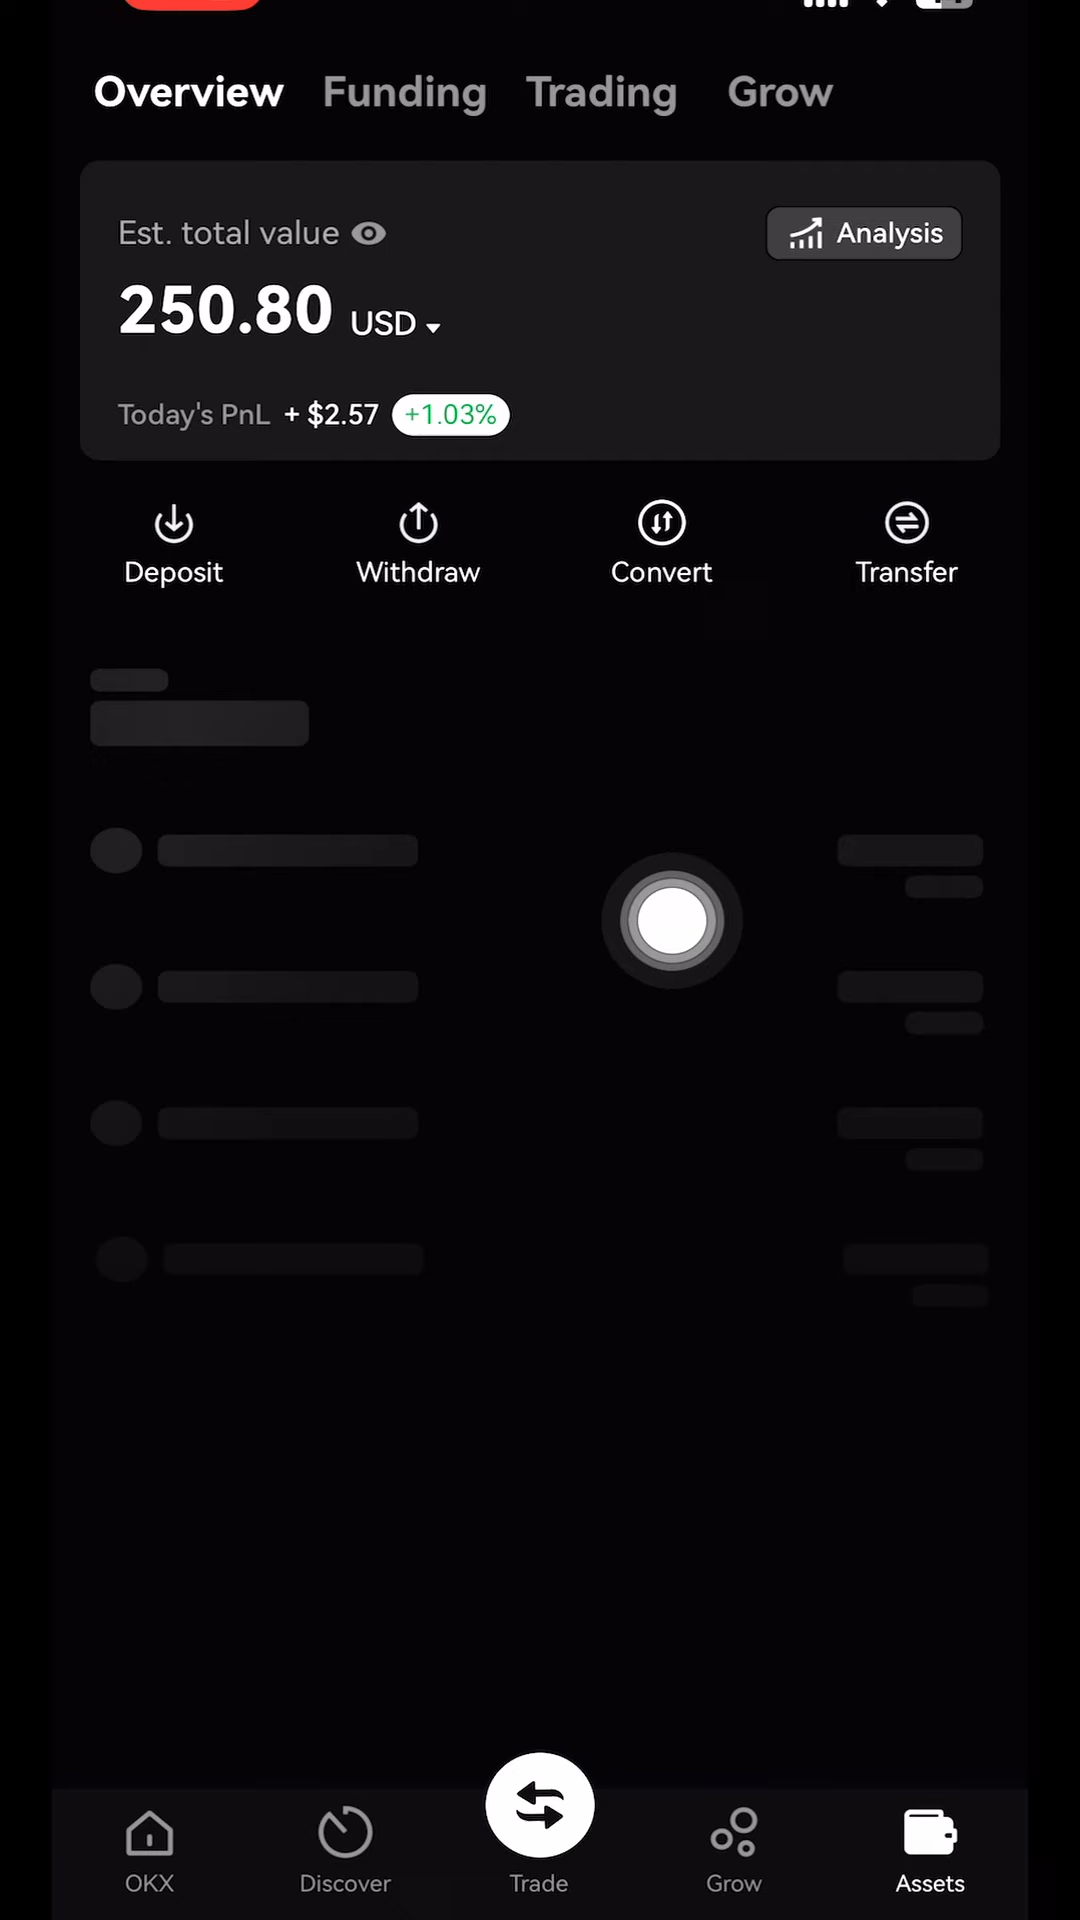 Overview Funding Trading Grow
Est. total value
Analysis
250.80 USD
Today's PnL + $2.57 +1.03%
Deposit Withdraw Convert Transfer
OKX Discover Trade Grow Assets